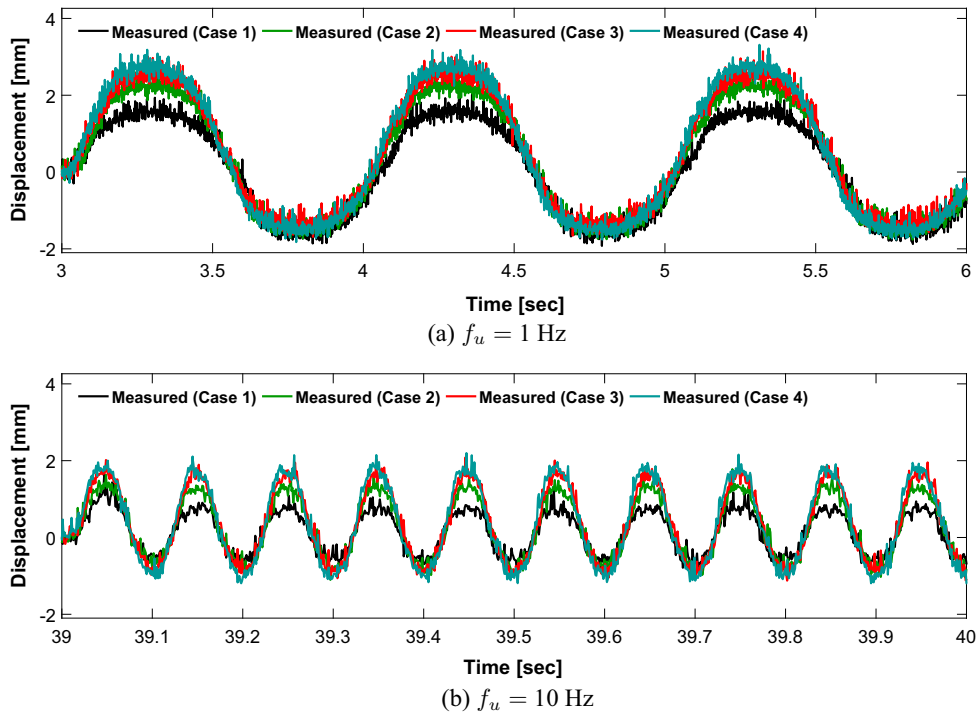 4
Measured (Case 1) Measured (Case 2) Measured (Case 3) Measured (Case 4)
2
0
-2
Displacement [mm]
3 3.5 4 4.5 5 5.5 6
Time [sec]
(a) f_u = 1 Hz
4
Measured (Case 1) Measured (Case 2) Measured (Case 3) Measured (Case 4)
2
0
-2
Displacement [mm]
39 39.1 39.2 39.3 39.4 39.5 39.6 39.7 39.8 39.9 40
Time [sec]
(b) f_u = 10 Hz